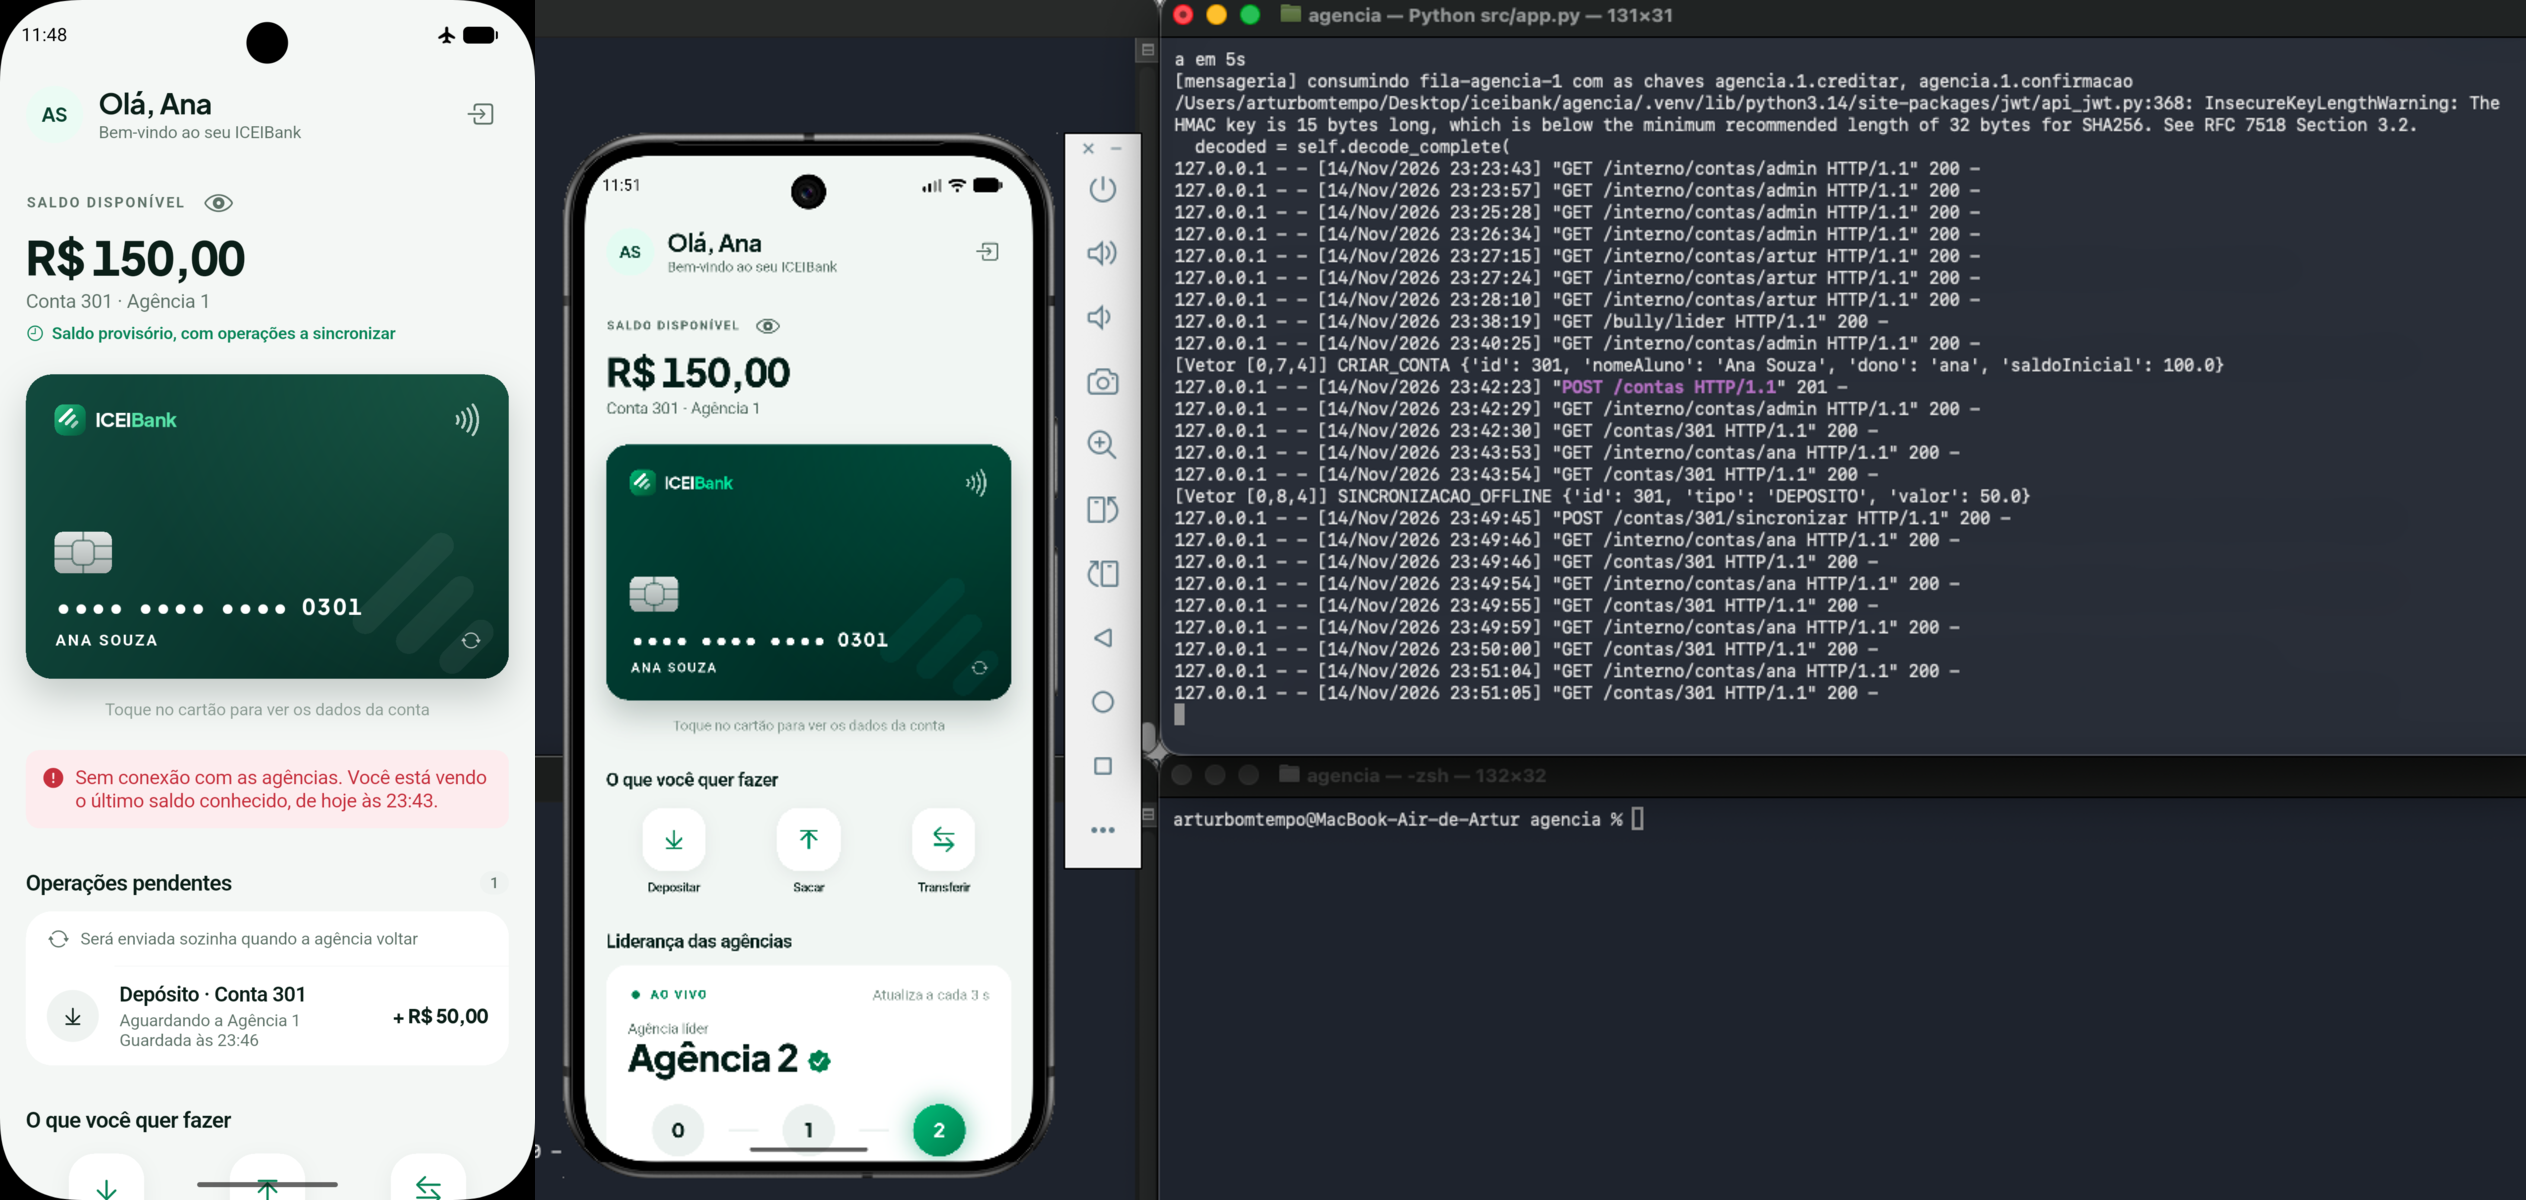 11:48
AS
Olá, Ana
Bem-vindo ao seu ICEIBank
SALDO DISPONÍVEL
R$ 150,00
Conta 301 · Agência 1
Saldo provisório, com operações a sincronizar
ICEIBank
•••• •••• •••• 0301
ANA SOUZA
Toque no cartão para ver os dados da conta
Sem conexão com as agências. Você está vendo
o último saldo conhecido, de hoje às 23:43.
Operações pendentes
1
Será enviada sozinha quando a agência voltar
Depósito · Conta 301
Aguardando a Agência 1
Guardada às 23:46
+ R$ 50,00
O que você quer fazer
11:51
AS
Olá, Ana
Bem-vindo ao seu ICEIBank
SALDO DISPONÍVEL
R$ 150,00
Conta 301 · Agência 1
ICEIBank
•••• •••• •••• 0301
ANA SOUZA
Toque no cartão para ver os dados da conta
O que você quer fazer
Depositar
Sacar
Transferir
Liderança das agências
AO VIVO
Atualiza a cada 3 s
Agência líder
Agência 2
0
1
2
agencia — Python src/app.py — 131×31
a em 5s
[mensageria] consumindo fila-agencia-1 com as chaves agencia.1.creditar, agencia.1.confirmacao
/Users/arturbomtempo/Desktop/iceibank/agencia/.venv/lib/python3.14/site-packages/jwt/api_jwt.py:368: InsecureKeyLengthWarning: The
HMAC key is 15 bytes long, which is below the minimum recommended length of 32 bytes for SHA256. See RFC 7518 Section 3.2.
decoded = self.decode_complete(
127.0.0.1 - - [14/Nov/2026 23:23:43] "GET /interno/contas/admin HTTP/1.1" 200 -
127.0.0.1 - - [14/Nov/2026 23:23:57] "GET /interno/contas/admin HTTP/1.1" 200 -
127.0.0.1 - - [14/Nov/2026 23:25:28] "GET /interno/contas/admin HTTP/1.1" 200 -
127.0.0.1 - - [14/Nov/2026 23:26:34] "GET /interno/contas/admin HTTP/1.1" 200 -
127.0.0.1 - - [14/Nov/2026 23:27:15] "GET /interno/contas/artur HTTP/1.1" 200 -
127.0.0.1 - - [14/Nov/2026 23:27:24] "GET /interno/contas/artur HTTP/1.1" 200 -
127.0.0.1 - - [14/Nov/2026 23:28:10] "GET /interno/contas/artur HTTP/1.1" 200 -
127.0.0.1 - - [14/Nov/2026 23:38:19] "GET /bully/lider HTTP/1.1" 200 -
127.0.0.1 - - [14/Nov/2026 23:40:25] "GET /interno/contas/admin HTTP/1.1" 200 -
[Vetor [0,7,4]] CRIAR_CONTA {'id': 301, 'nomeAluno': 'Ana Souza', 'dono': 'ana', 'saldoInicial': 100.0}
127.0.0.1 - - [14/Nov/2026 23:42:23] "POST /contas HTTP/1.1" 201 -
127.0.0.1 - - [14/Nov/2026 23:42:29] "GET /interno/contas/admin HTTP/1.1" 200 -
127.0.0.1 - - [14/Nov/2026 23:42:30] "GET /contas/301 HTTP/1.1" 200 -
127.0.0.1 - - [14/Nov/2026 23:43:53] "GET /interno/contas/ana HTTP/1.1" 200 -
127.0.0.1 - - [14/Nov/2026 23:43:54] "GET /contas/301 HTTP/1.1" 200 -
[Vetor [0,8,4]] SINCRONIZACAO_OFFLINE {'id': 301, 'tipo': 'DEPOSITO', 'valor': 50.0}
127.0.0.1 - - [14/Nov/2026 23:49:45] "POST /contas/301/sincronizar HTTP/1.1" 200 -
127.0.0.1 - - [14/Nov/2026 23:49:46] "GET /interno/contas/ana HTTP/1.1" 200 -
127.0.0.1 - - [14/Nov/2026 23:49:46] "GET /contas/301 HTTP/1.1" 200 -
127.0.0.1 - - [14/Nov/2026 23:49:54] "GET /interno/contas/ana HTTP/1.1" 200 -
127.0.0.1 - - [14/Nov/2026 23:49:55] "GET /contas/301 HTTP/1.1" 200 -
127.0.0.1 - - [14/Nov/2026 23:49:59] "GET /interno/contas/ana HTTP/1.1" 200 -
127.0.0.1 - - [14/Nov/2026 23:50:00] "GET /contas/301 HTTP/1.1" 200 -
127.0.0.1 - - [14/Nov/2026 23:51:04] "GET /interno/contas/ana HTTP/1.1" 200 -
127.0.0.1 - - [14/Nov/2026 23:51:05] "GET /contas/301 HTTP/1.1" 200 -
agencia — -zsh — 132×32
arturbomtempo@MacBook-Air-de-Artur agencia %